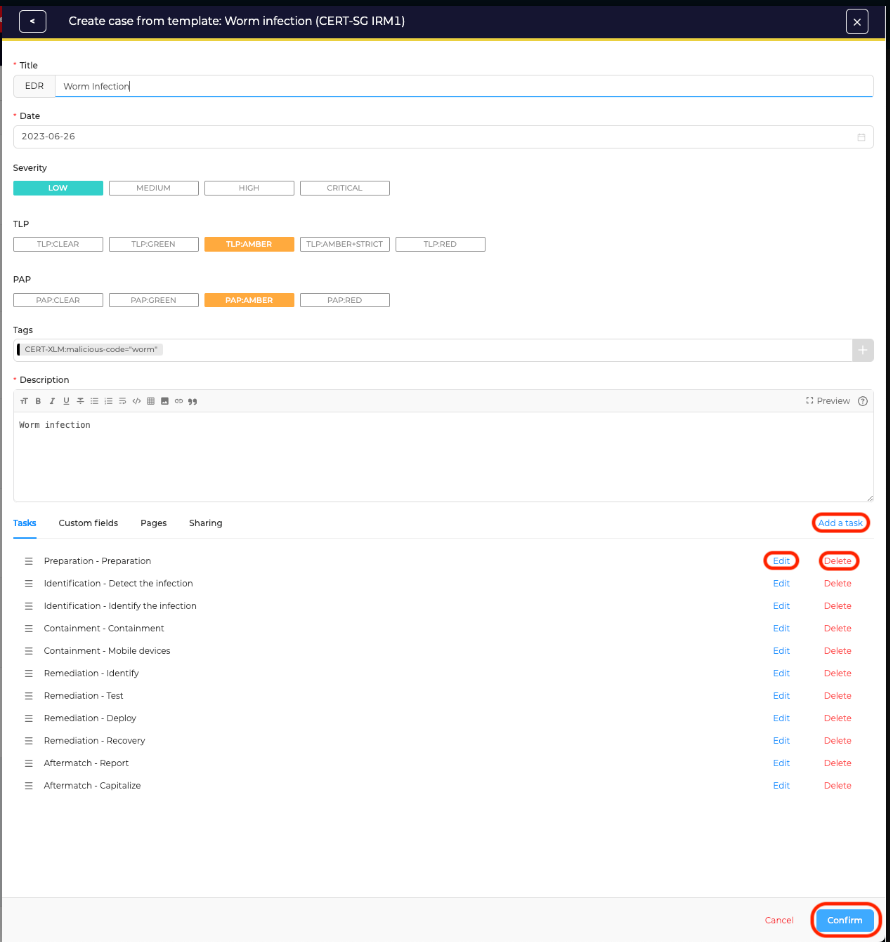 < Create case from template: Worm infection (CERT-SG IRM1) ×
* Title
EDR Worm Infection
* Date
2023-06-26
Severity
LOW MEDIUM HIGH CRITICAL
TLP
TLP:CLEAR TLP:GREEN TLP:AMBER TLP:AMBER+STRICT TLP:RED
PAP
PAP:CLEAR PAP:GREEN PAP:AMBER PAP:RED
Tags
CERT-XLM:malicious-code="worm" +
* Description
Preview
Worm infection
Tasks Custom fields Pages Sharing Add a task
Preparation - Preparation Edit Delete
Identification - Detect the infection Edit Delete
Identification - Identify the infection Edit Delete
Containment - Containment Edit Delete
Containment - Mobile devices Edit Delete
Remediation - Identify Edit Delete
Remediation - Test Edit Delete
Remediation - Deploy Edit Delete
Remediation - Recovery Edit Delete
Aftermatch - Report Edit Delete
Aftermatch - Capitalize Edit Delete
Cancel Confirm